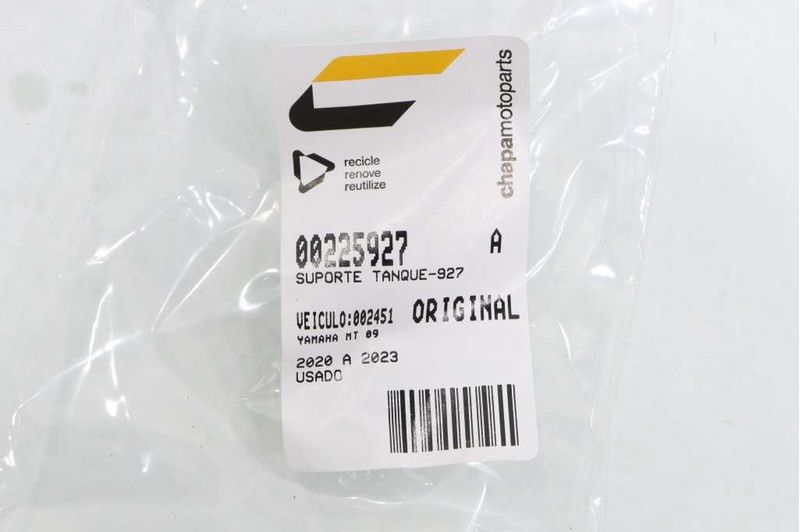 chapamotoparts
recicle
renove
reutilize
00225927 A
SUPORTE TANQUE-927
VEICULO:002451 ORIGINAL
YAMAHA MT 09
2020 A 2023
USADO